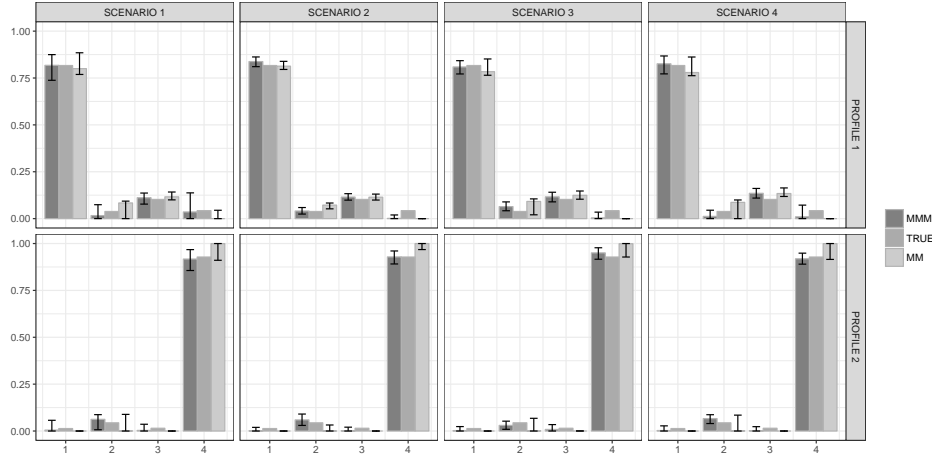 SCENARIO 1 SCENARIO 2 SCENARIO 3 SCENARIO 4
1.00
0.75
0.50
0.25
0.00
PROFILE 1
1.00
0.75
0.50
0.25
0.00
PROFILE 2
1 2 3 4 1 2 3 4 1 2 3 4 1 2 3 4
MMM
TRUE
MM